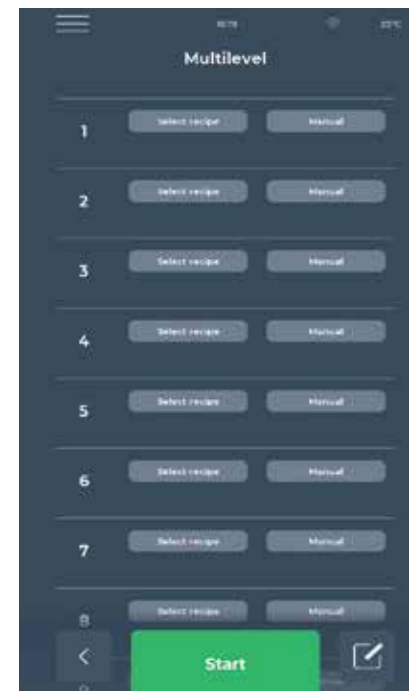 Multilevel
1 Select recipe Manual
2 Select recipe Manual
3 Select recipe Manual
4 Select recipe Manual
5 Select recipe Manual
6 Select recipe Manual
7 Select recipe Manual
8 Select recipe Manual
Start